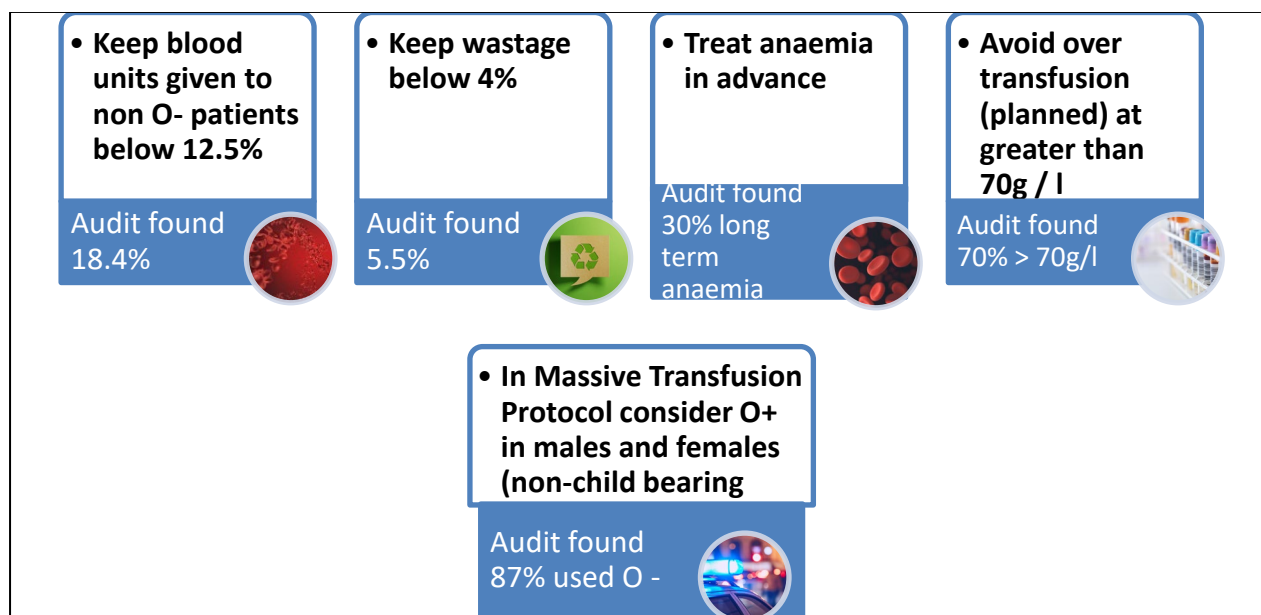 • Keep blood
units given to
non O- patients
below 12.5%
Audit found
18.4%
• Keep wastage
below 4%
Audit found
5.5%
• Treat anaemia
in advance
Audit found
30% long
term
anaemia
• Avoid over
transfusion
(planned) at
greater than
70g / l
Audit found
70% > 70g/l
• In Massive Transfusion
Protocol consider O+
in males and females
(non-child bearing
Audit found
87% used O -